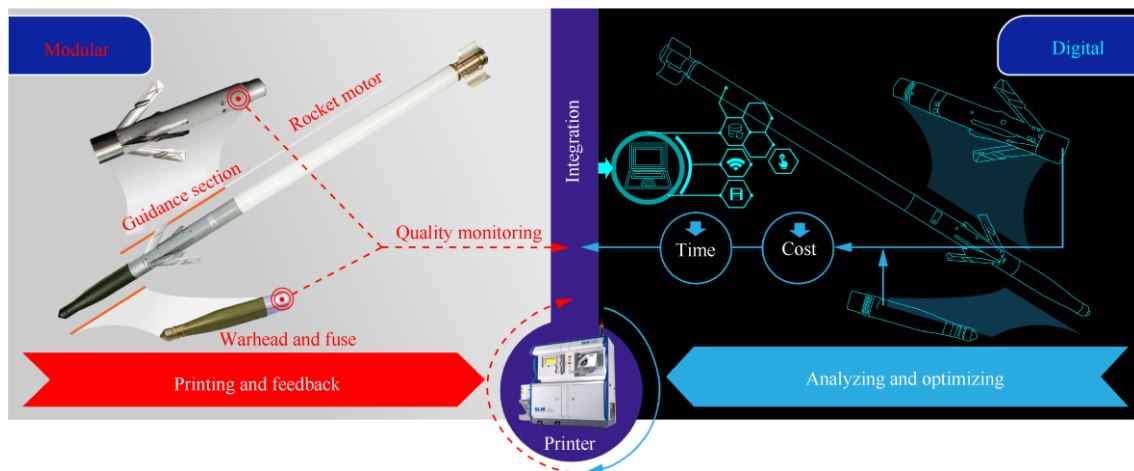 Modular
Digital
Rocket motor
Guidance section
Integration
Quality monitoring
Time
Cost
Warhead and fuse
Printing and feedback
Analyzing and optimizing
SLM
Printer